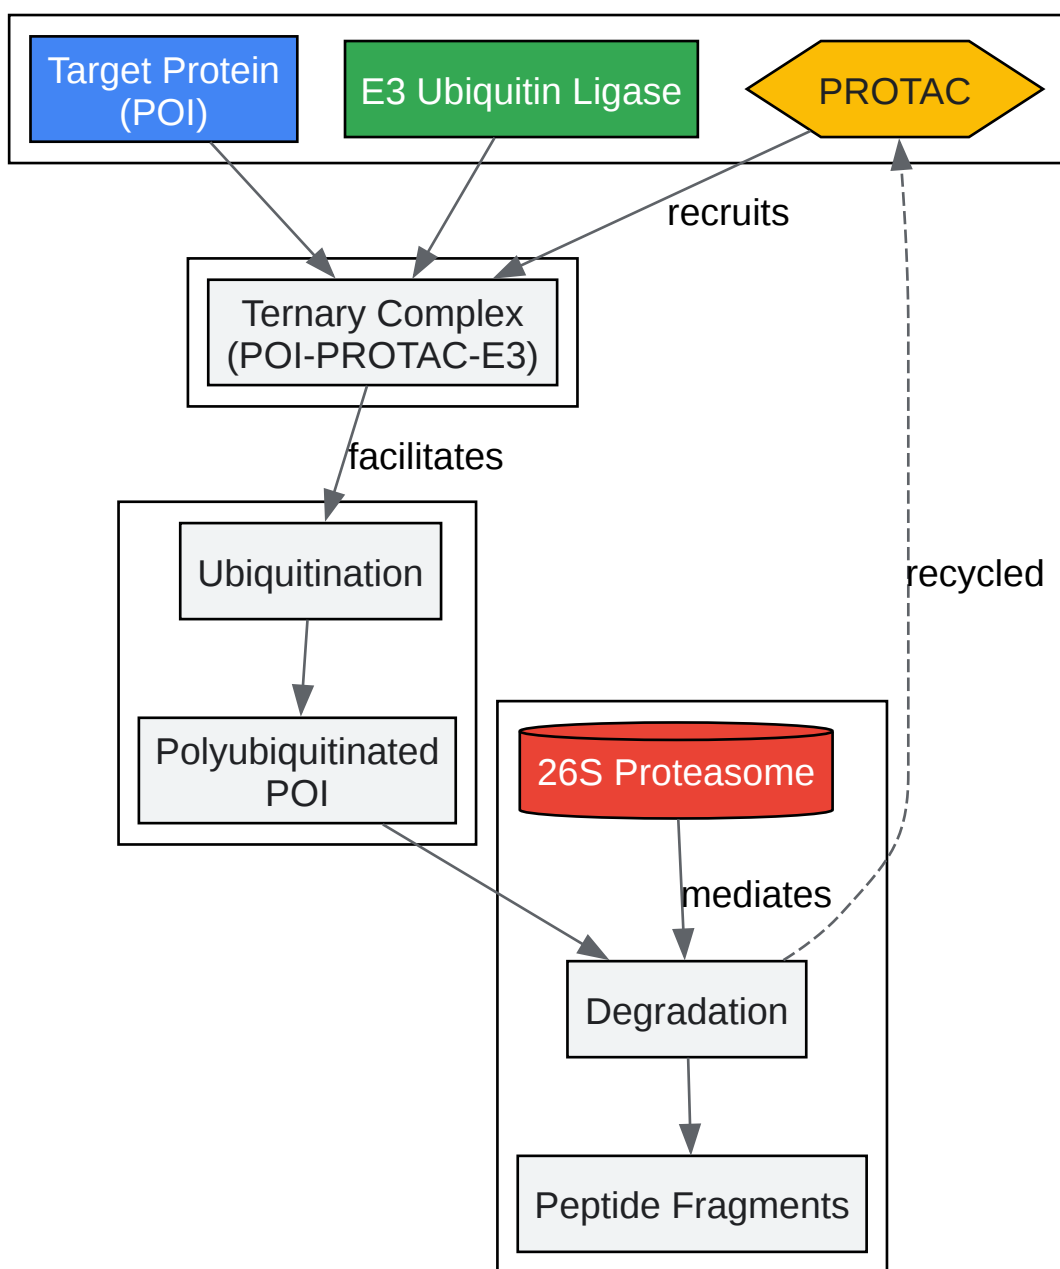 Target Protein
(POI)
E3 Ubiquitin Ligase
PROTAC
recruits
Ternary Complex
(POI-PROTAC-E3)
facilitates
Ubiquitination
recycled
Polyubiquitinated
POI
26S Proteasome
mediates
Degradation
Peptide Fragments